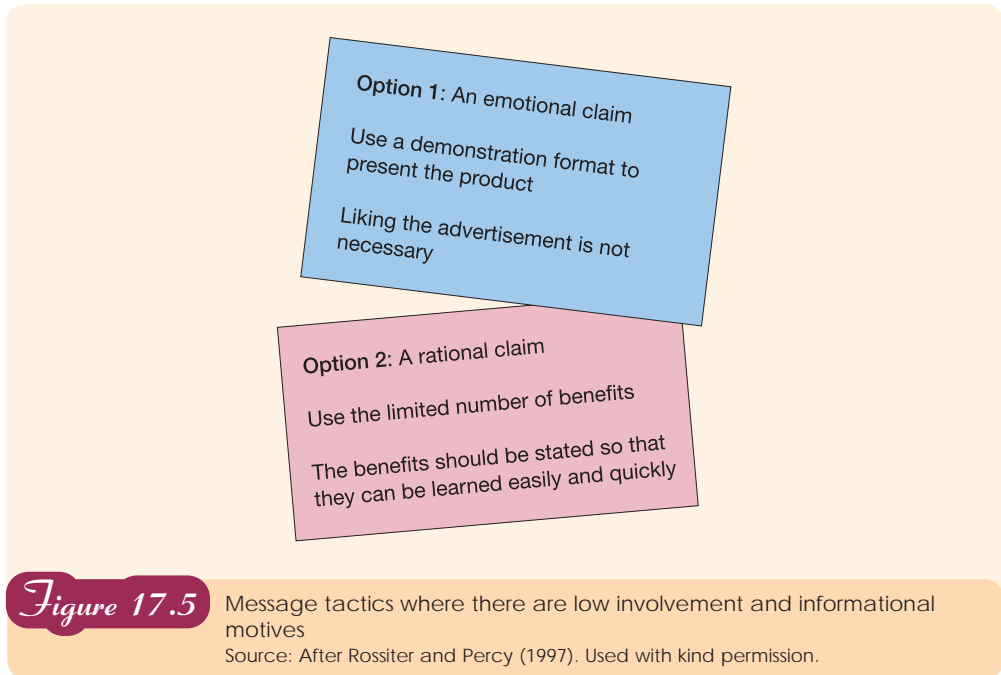 Option 1: An emotional claim
Use a demonstration format to
present the product
Liking the advertisement is not
necessary
Option 2: A rational claim
Use the limited number of benefits
The benefits should be stated so that
they can be learned easily and quickly
Figure 17.5
Message tactics where there are low involvement and informational
motives
Source: After Rossiter and Percy (1997). Used with kind permission.